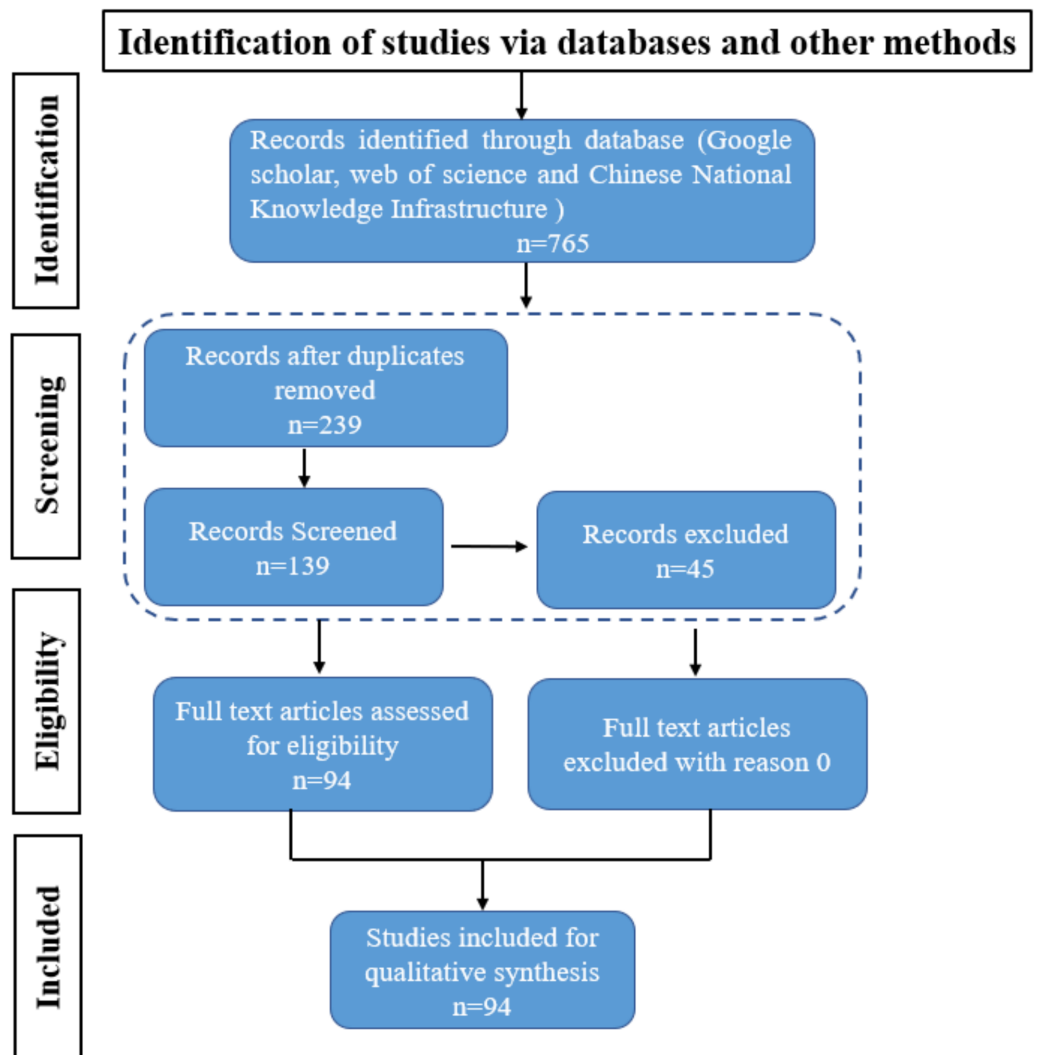 Identification of studies via databases and other methods
Identification
Records identified through database (Google
scholar, web of science and Chinese National
Knowledge Infrastructure )
n=765
Screening
Records after duplicates
removed
n=239
Records Screened
n=139
Records excluded
n=45
Eligibility
Full text articles assessed
for eligibility
n=94
Full text articles
excluded with reason 0
Included
Studies included for
qualitative synthesis
n=94